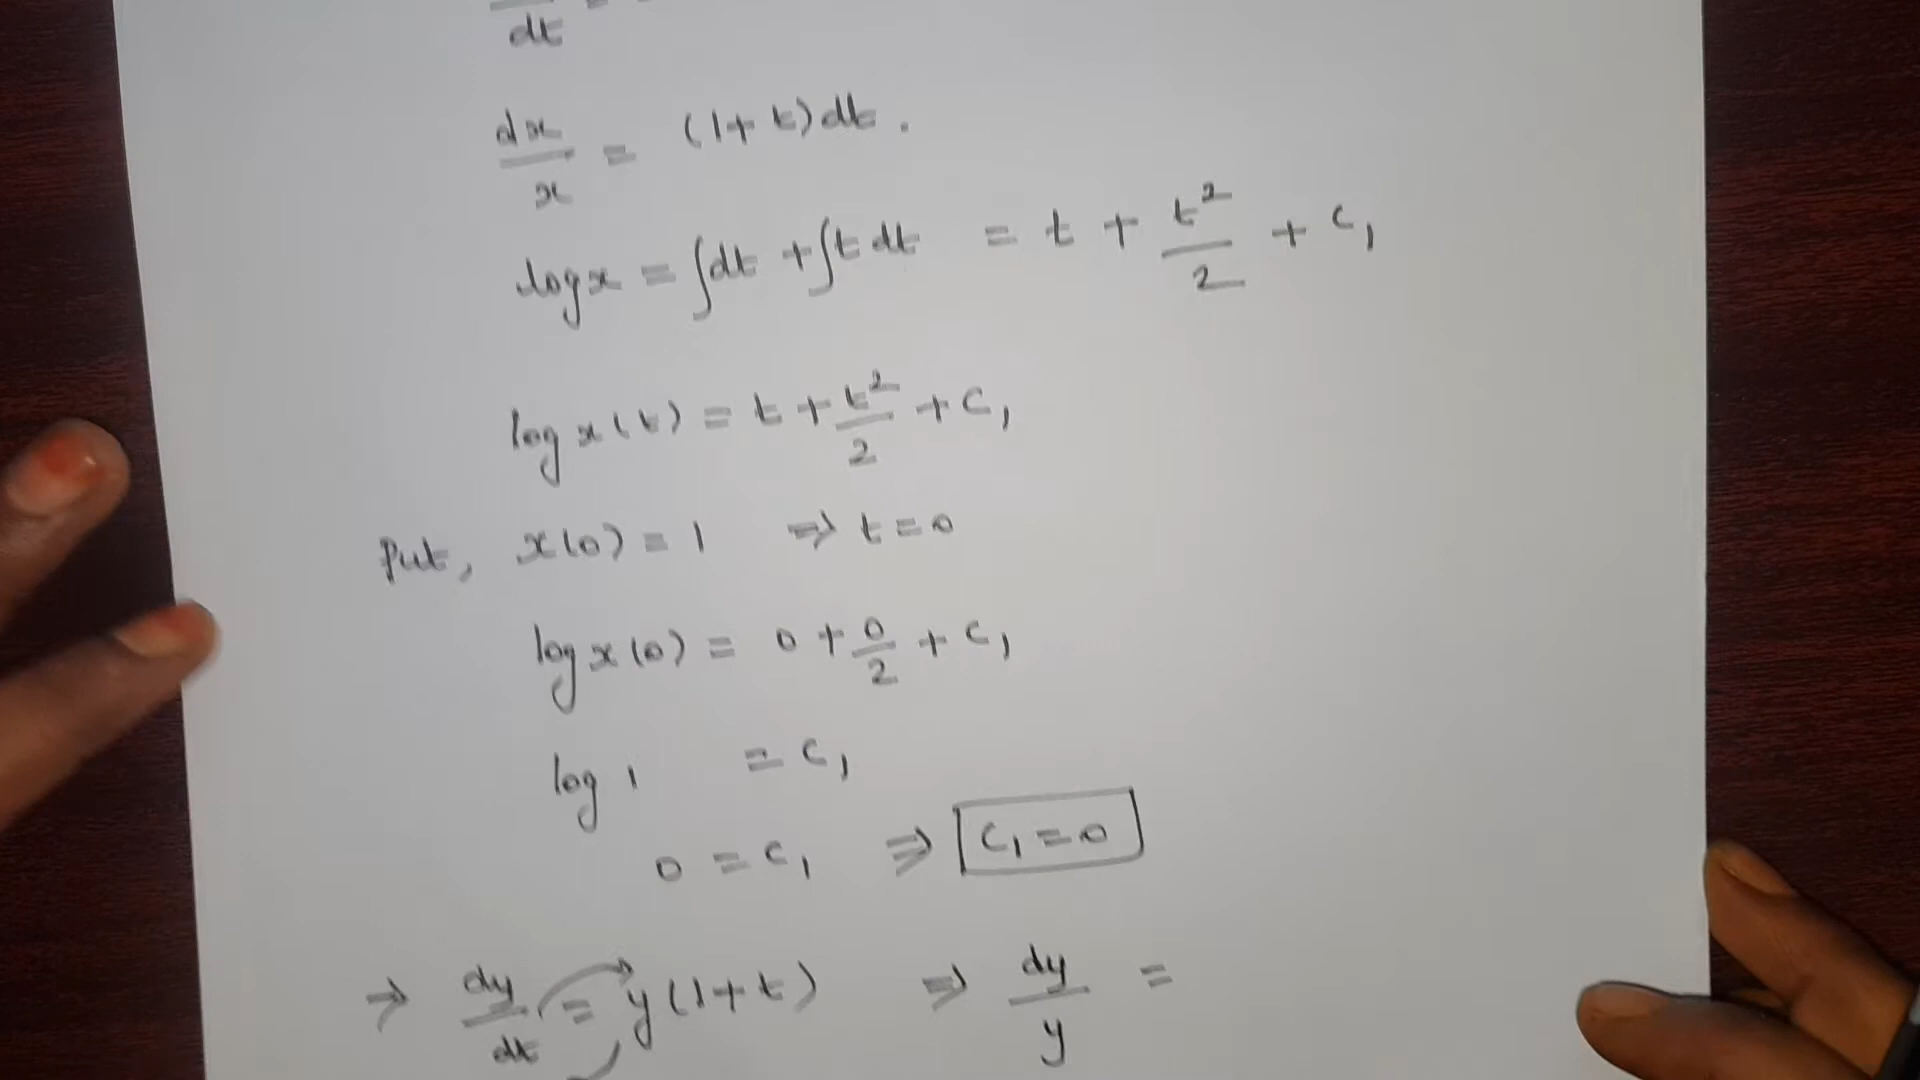 dt
dx/x = (1+t)dt.
log x = ∫dt + ∫t dt = t + t²/2 + c₁
log x(t) = t + t²/2 + c₁
Put, x(0) = 1 ⇒ t = 0
log x(0) = 0 + 0/2 + c₁
log 1 = c₁
0 = c₁ ⇒ c₁ = 0
→ dy/dt = y(1+t) ⇒ dy/y =